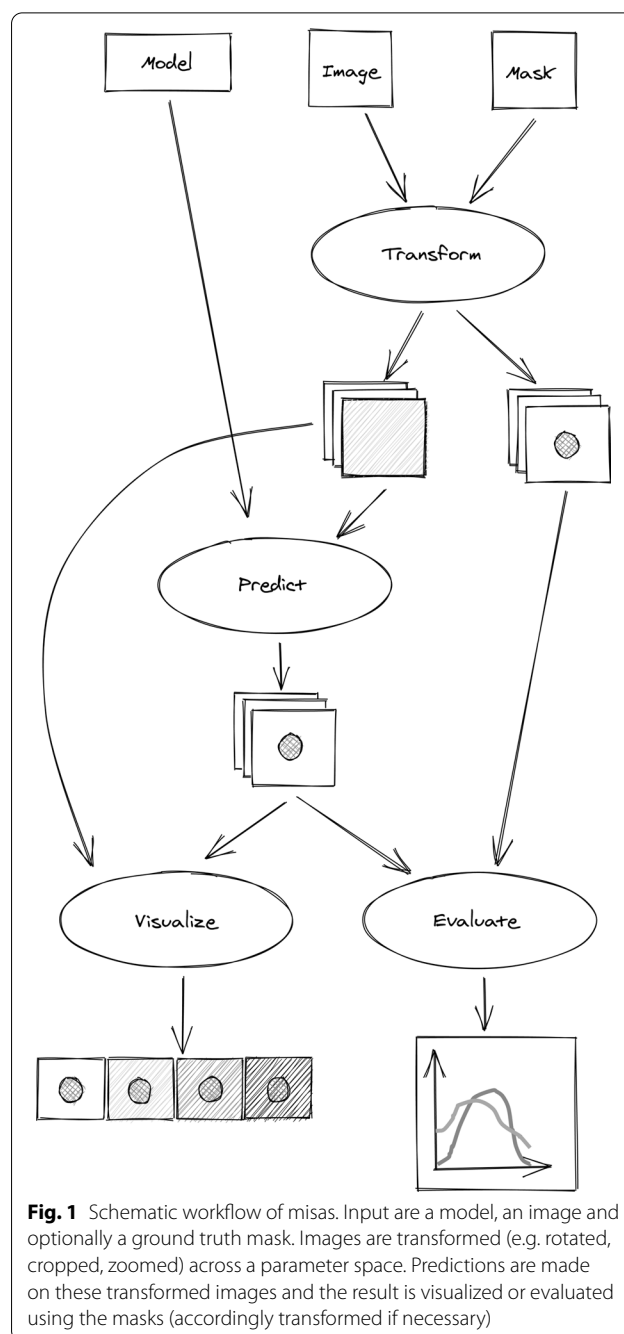 Model
Image
Mask
Transform
Predict
Visualize
Evaluate
Fig. 1 Schematic workflow of misas. Input are a model, an image and
optionally a ground truth mask. Images are transformed (e.g. rotated,
cropped, zoomed) across a parameter space. Predictions are made
on these transformed images and the result is visualized or evaluated
using the masks (accordingly transformed if necessary)